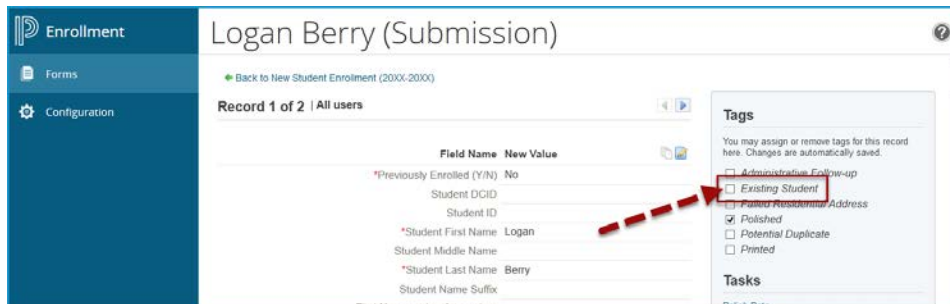 Enrollment
Logan Berry (Submission)
Forms
Back to New Student Enrolment (20XX-20XX)
Configuration
Record 1 of 2 | All users
Tags
You may assign or remove tags for this record
here. Changes are automatically saved.
Field Name New Value
Administrative Follow-up
*Previously Enrolled (Y/N) No
Existing Student
Student DCID
Failed Residential Address
Student ID
Polished
*Student First Name Logan
Potential Duplicate
Student Middle Name
Printed
*Student Last Name Berry
Student Name Suffix
Tasks